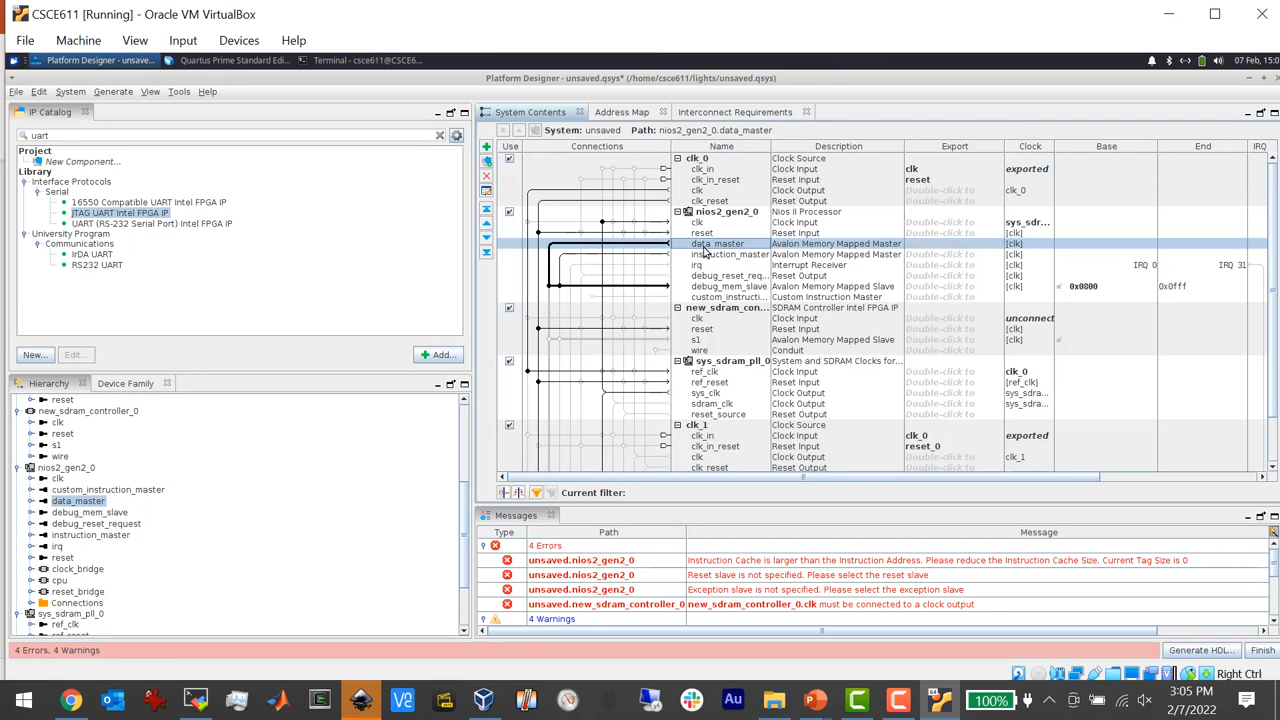 CSCE611 [Running] - Oracle VM VirtualBox
File Machine View Input Devices Help
Platform Designer - unsave... Quartus Prime Standard Edi... Terminal - csce611@CSCE6... 07 Feb, 15:0
Platform Designer - unsaved.qsys* (/home/csce611/lights/unsaved.qsys)
File Edit System Generate View Tools Help
IP Catalog
uart
Project
New Component...
Library
Interface Protocols
Serial
16550 Compatible UART Intel FPGA IP
JTAG UART Intel FPGA IP
UART (RS-232 Serial Port) Intel FPGA IP
University Program
Communications
IrDA UART
RS232 UART
New... Edit... Add...
Hierarchy Device Family
reset
new_sdram_controller_0
clk
reset
s1
wire
nios2_gen2_0
clk
custom_instruction_master
data_master
debug_mem_slave
debug_reset_request
instruction_master
irq
reset
clock_bridge
cpu
reset_bridge
Connections
sys_sdram_pll_0
ref_clk
ref_reset
System Contents Address Map Interconnect Requirements
System: unsaved Path: nios2_gen2_0.data_master
Use Connections Name Description Export Clock Base End IRQ
clk_0 Clock Source
clk_in Clock Input clk exported
clk_in_reset Reset Input reset
clk Clock Output Double-click to clk_0
clk_reset Reset Output Double-click to
nios2_gen2_0 Nios II Processor
clk Clock Input Double-click to sys_sdr...
reset Reset Input Double-click to [clk]
data_master Avalon Memory Mapped Master Double-click to [clk]
instruction_master Avalon Memory Mapped Master Double-click to [clk]
irq Interrupt Receiver Double-click to [clk] IRQ 0 IRQ 31
debug_reset_req... Reset Output Double-click to [clk]
debug_mem_slave Avalon Memory Mapped Slave Double-click to [clk] 0x0800 0x0fff
custom_instructi... Custom Instruction Master Double-click to
new_sdram_con... SDRAM Controller Intel FPGA IP
clk Clock Input Double-click to unconnect
reset Reset Input Double-click to [clk]
s1 Avalon Memory Mapped Slave Double-click to [clk]
wire Conduit Double-click to
sys_sdram_pll_0 System and SDRAM Clocks for...
ref_clk Clock Input Double-click to clk_0
ref_reset Reset Input Double-click to [ref_clk]
sys_clk Clock Output Double-click to sys_sdra...
sdram_clk Clock Output Double-click to sys_sdra...
reset_source Reset Output Double-click to
clk_1 Clock Source
clk_in Clock Input clk_0 exported
clk_in_reset Reset Input reset_0
clk Clock Output Double-click to clk_1
clk_reset Reset Output Double-click to
Current filter:
Messages
Type Path Message
4 Errors
unsaved.nios2_gen2_0 Instruction Cache is larger than the Instruction Address. Please reduce the Instruction Cache Size. Current Tag Size is 0
unsaved.nios2_gen2_0 Reset slave is not specified. Please select the reset slave
unsaved.nios2_gen2_0 Exception slave is not specified. Please select the exception slave
unsaved.new_sdram_controller_0 new_sdram_controller_0.clk must be connected to a clock output
4 Warnings
4 Errors, 4 Warnings Generate HDL... Finish
Right Ctrl
100% 3:05 PM
2/7/2022